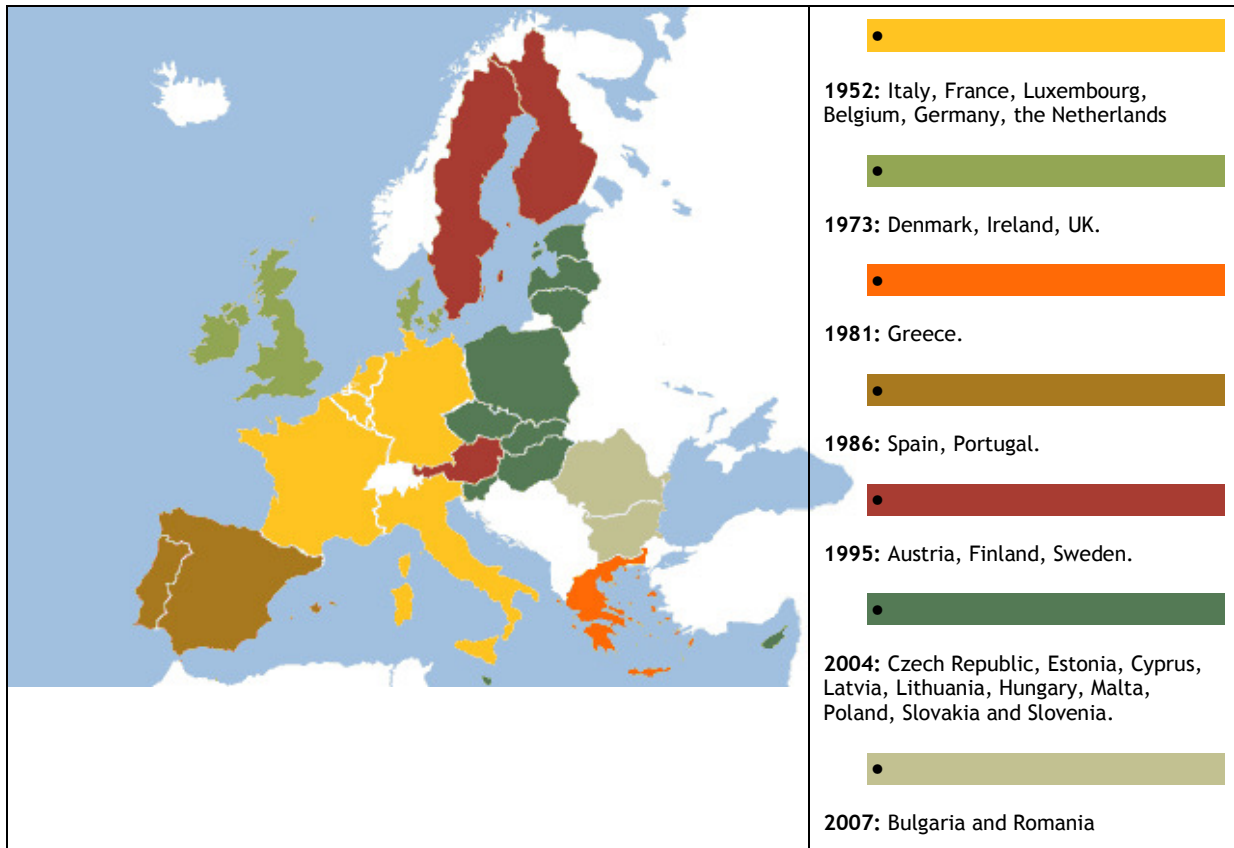 1952: Italy, France, Luxembourg,
Belgium, Germany, the Netherlands
1973: Denmark, Ireland, UK.
1981: Greece.
1986: Spain, Portugal.
1995: Austria, Finland, Sweden.
2004: Czech Republic, Estonia, Cyprus,
Latvia, Lithuania, Hungary, Malta,
Poland, Slovakia and Slovenia.
2007: Bulgaria and Romania